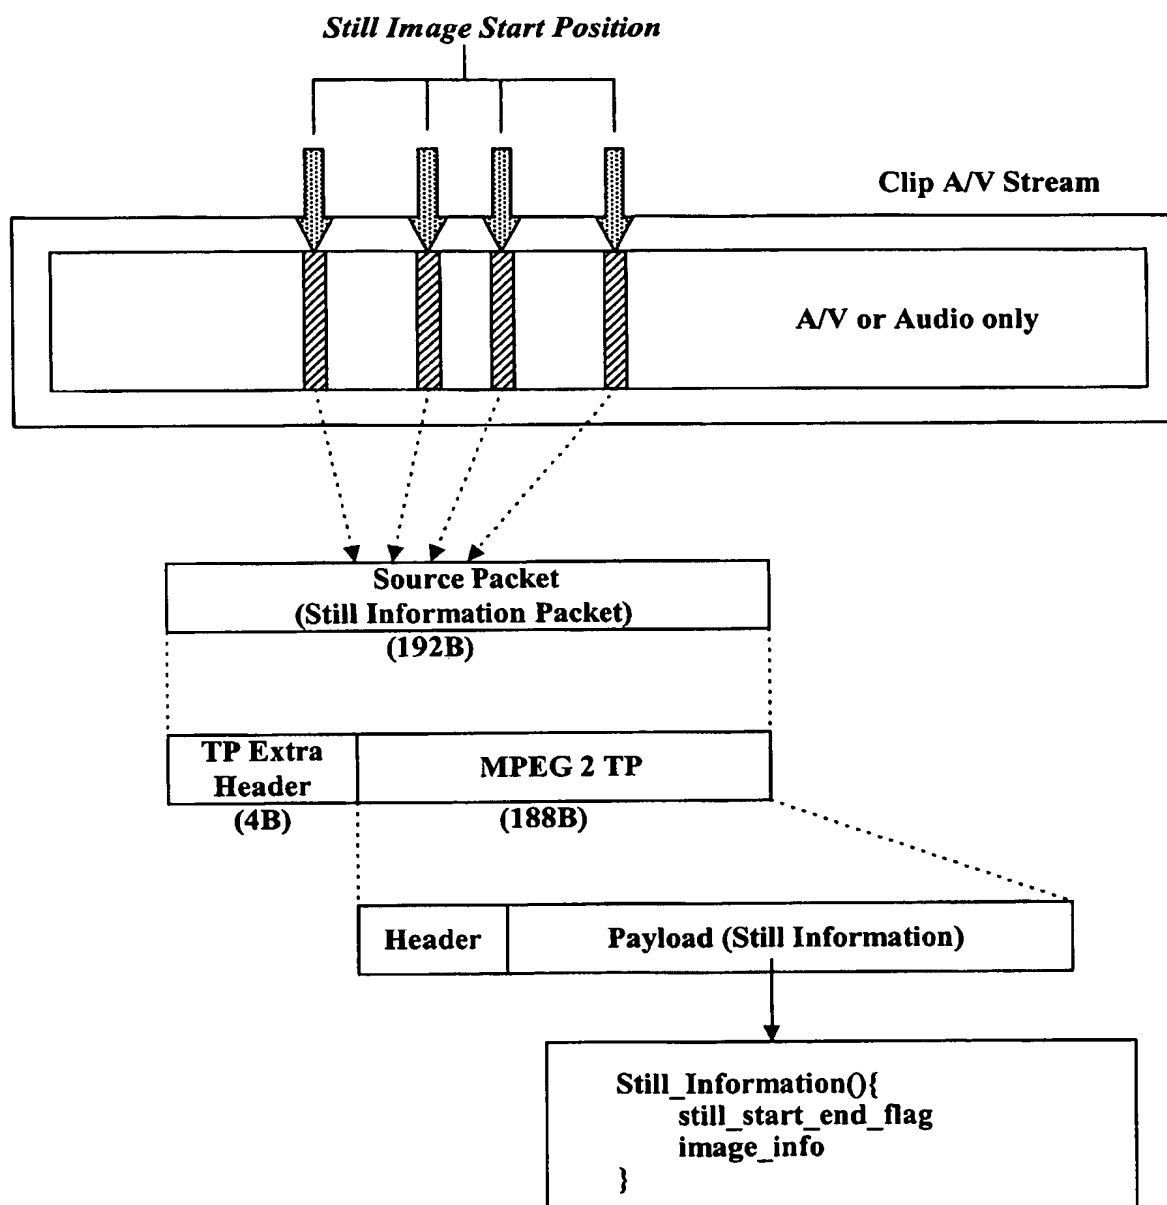 Still Image Start Position
Clip A/V Stream
A/V or Audio only
Source Packet
(Still Information Packet)
(192B)
TP Extra
Header
MPEG 2 TP
(4B)
(188B)
Header
Payload (Still Information)
Still_Information(){
still_start_end_flag
image_info
}